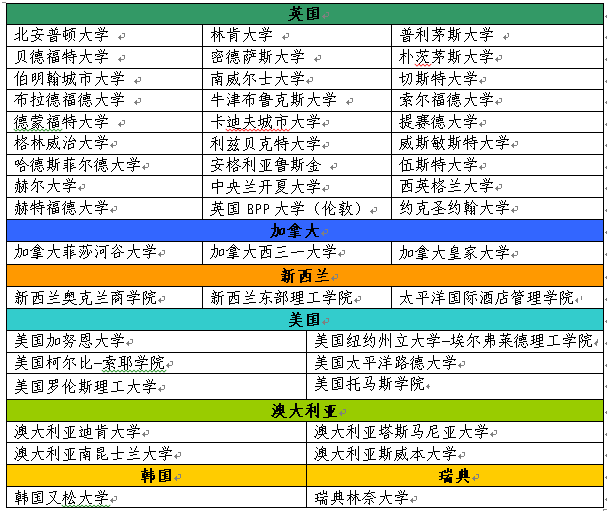 英国
北安普顿大学 林肯大学 普利茅斯大学
贝德福特大学 密德萨斯大学 朴茨茅斯大学
伯明翰城市大学 南威尔士大学 切斯特大学
布拉德福德大学 牛津布鲁克斯大学 索尔福德大学
德蒙福特大学 卡迪夫城市大学 提赛德大学
格林威治大学 利兹贝克特大学 威斯敏斯特大学
哈德斯菲尔德大学 安格利亚鲁斯金 伍斯特大学
赫尔大学 中央兰开夏大学 西英格兰大学
赫特福德大学 英国 BPP 大学（伦敦） 约克圣约翰大学
加拿大
加拿大菲莎河谷大学 加拿大西三一大学 加拿大皇家大学
新西兰
新西兰奥克兰商学院 新西兰东部理工学院 太平洋国际酒店管理学院
美国
美国加努恩大学 美国纽约州立大学—埃尔弗莱德理工学院
美国柯尔比—索耶学院 美国太平洋路德大学
美国罗伦斯理工大学 美国托马斯学院
澳大利亚
澳大利亚迪肯大学 澳大利亚塔斯马尼亚大学
澳大利亚南昆士兰大学 澳大利亚斯威本大学
韩国 瑞典
韩国又松大学 瑞典林奈大学